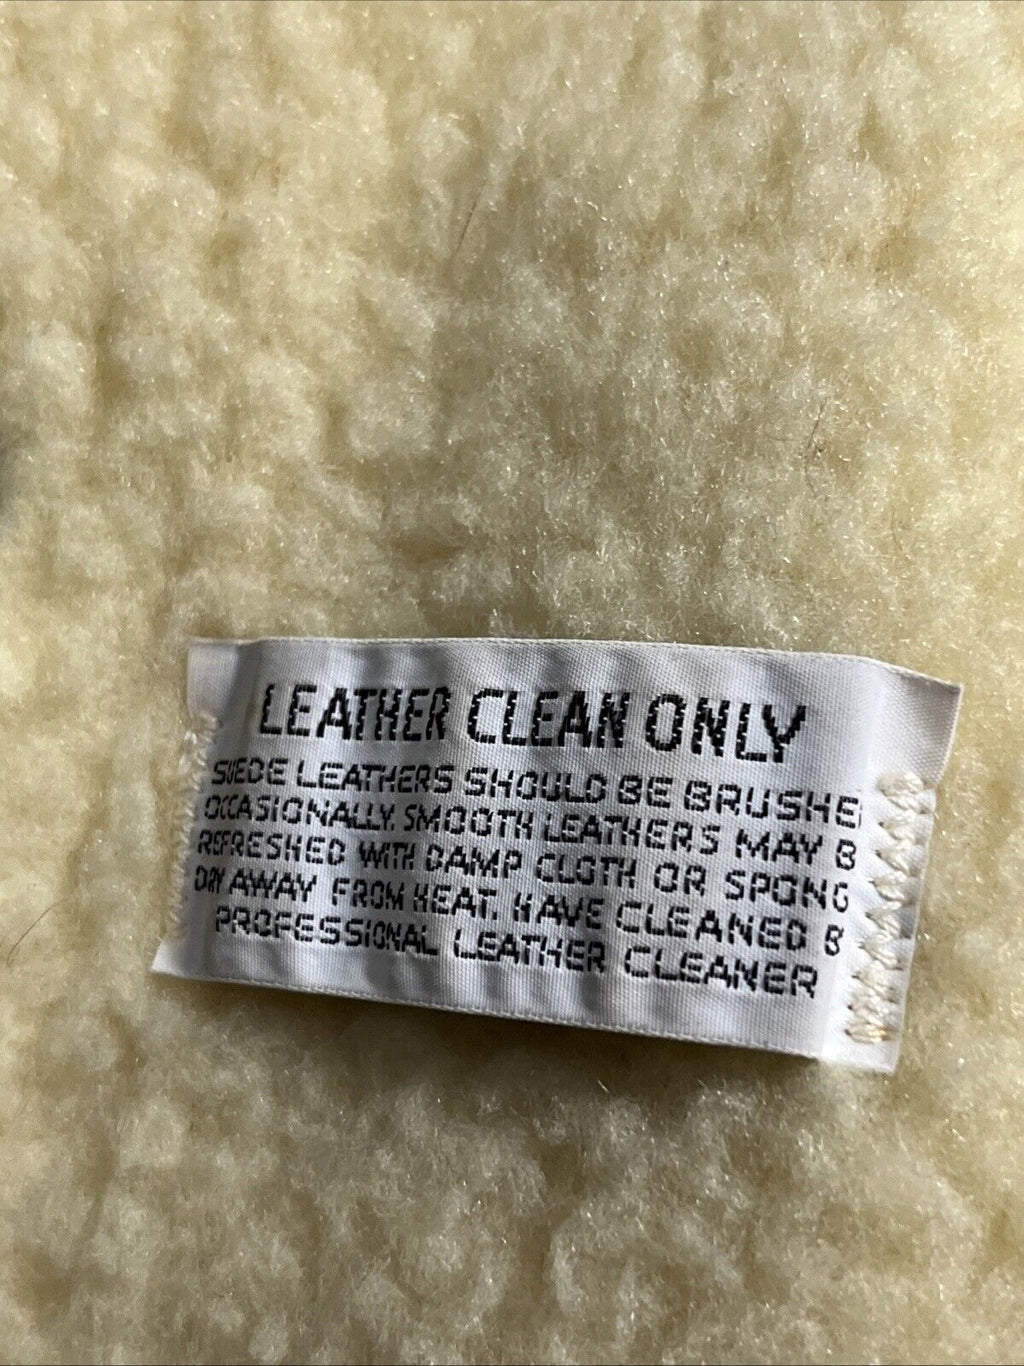 LEATHER CLEAN ONLY
SUEDE LEATHERS SHOULD BE BRUSHE
OCCASIONALLY. SMOOTH LEATHERS MAY B
REFRESHED WITH DAMP CLOTH OR SPONG
DRY AWAY FROM HEAT. HAVE CLEANED B
PROFESSIONAL LEATHER CLEANER